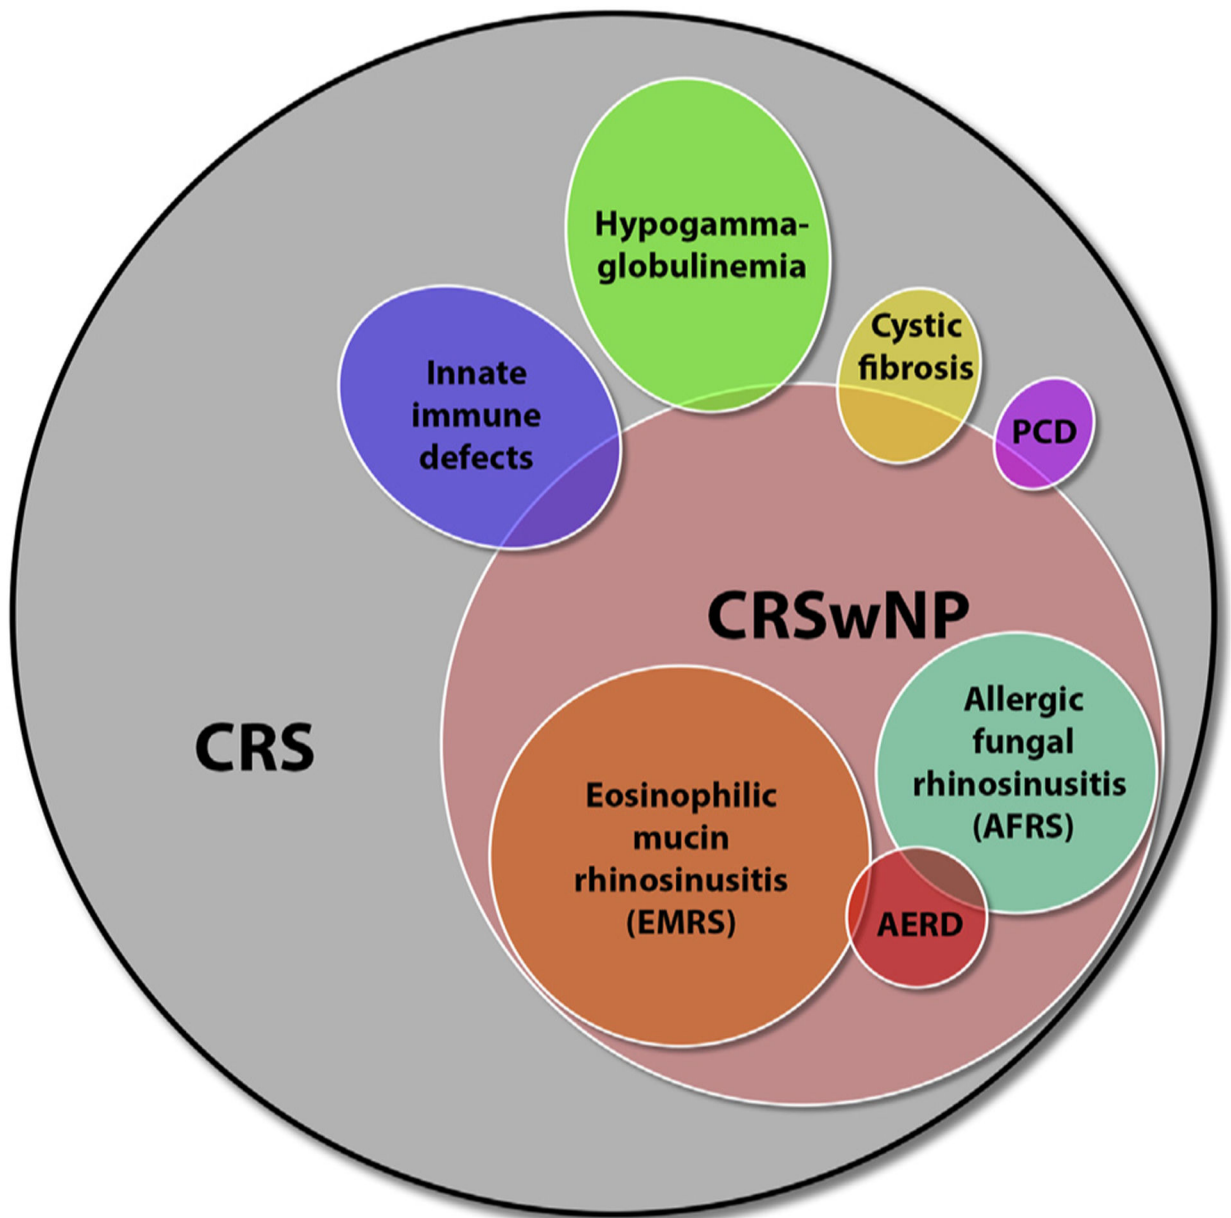 Hypogamma-
globulinemia
Cystic
fibrosis
Innate
immune
defects
PCD
CRSwNP
CRS
Allergic
fungal
rhinosinusitis
(AFRS)
Eosinophilic
mucin
rhinosinusitis
(EMRS)
AERD